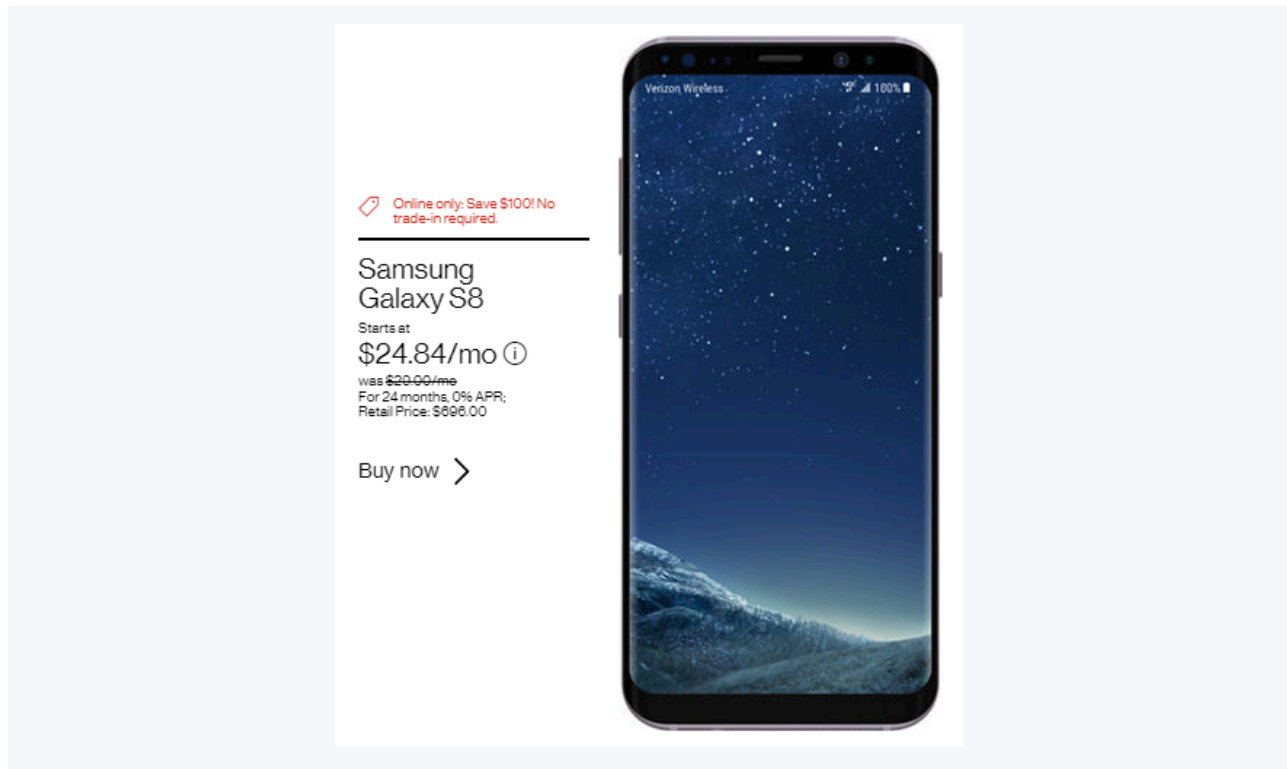 Verizon Wireless 100%
Online only: Save $100! No
trade-in required.
Samsung
Galaxy S8
Starts at
$24.84/mo
was $29.00/mo
For 24 months, 0% APR;
Retail Price: $696.00
Buy now